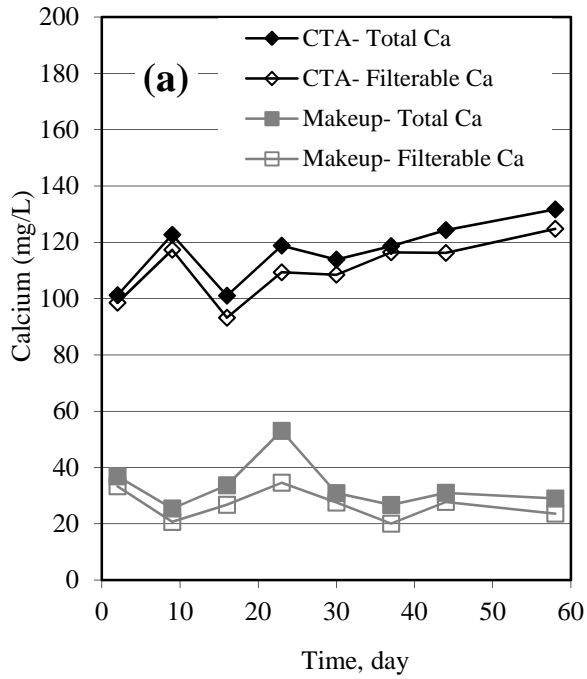 200
180
160
140
120
100
80
60
40
20
0
Calcium (mg/L)
(a)
CTA- Total Ca
CTA- Filterable Ca
Makeup- Total Ca
Makeup- Filterable Ca
0 10 20 30 40 50 60
Time, day